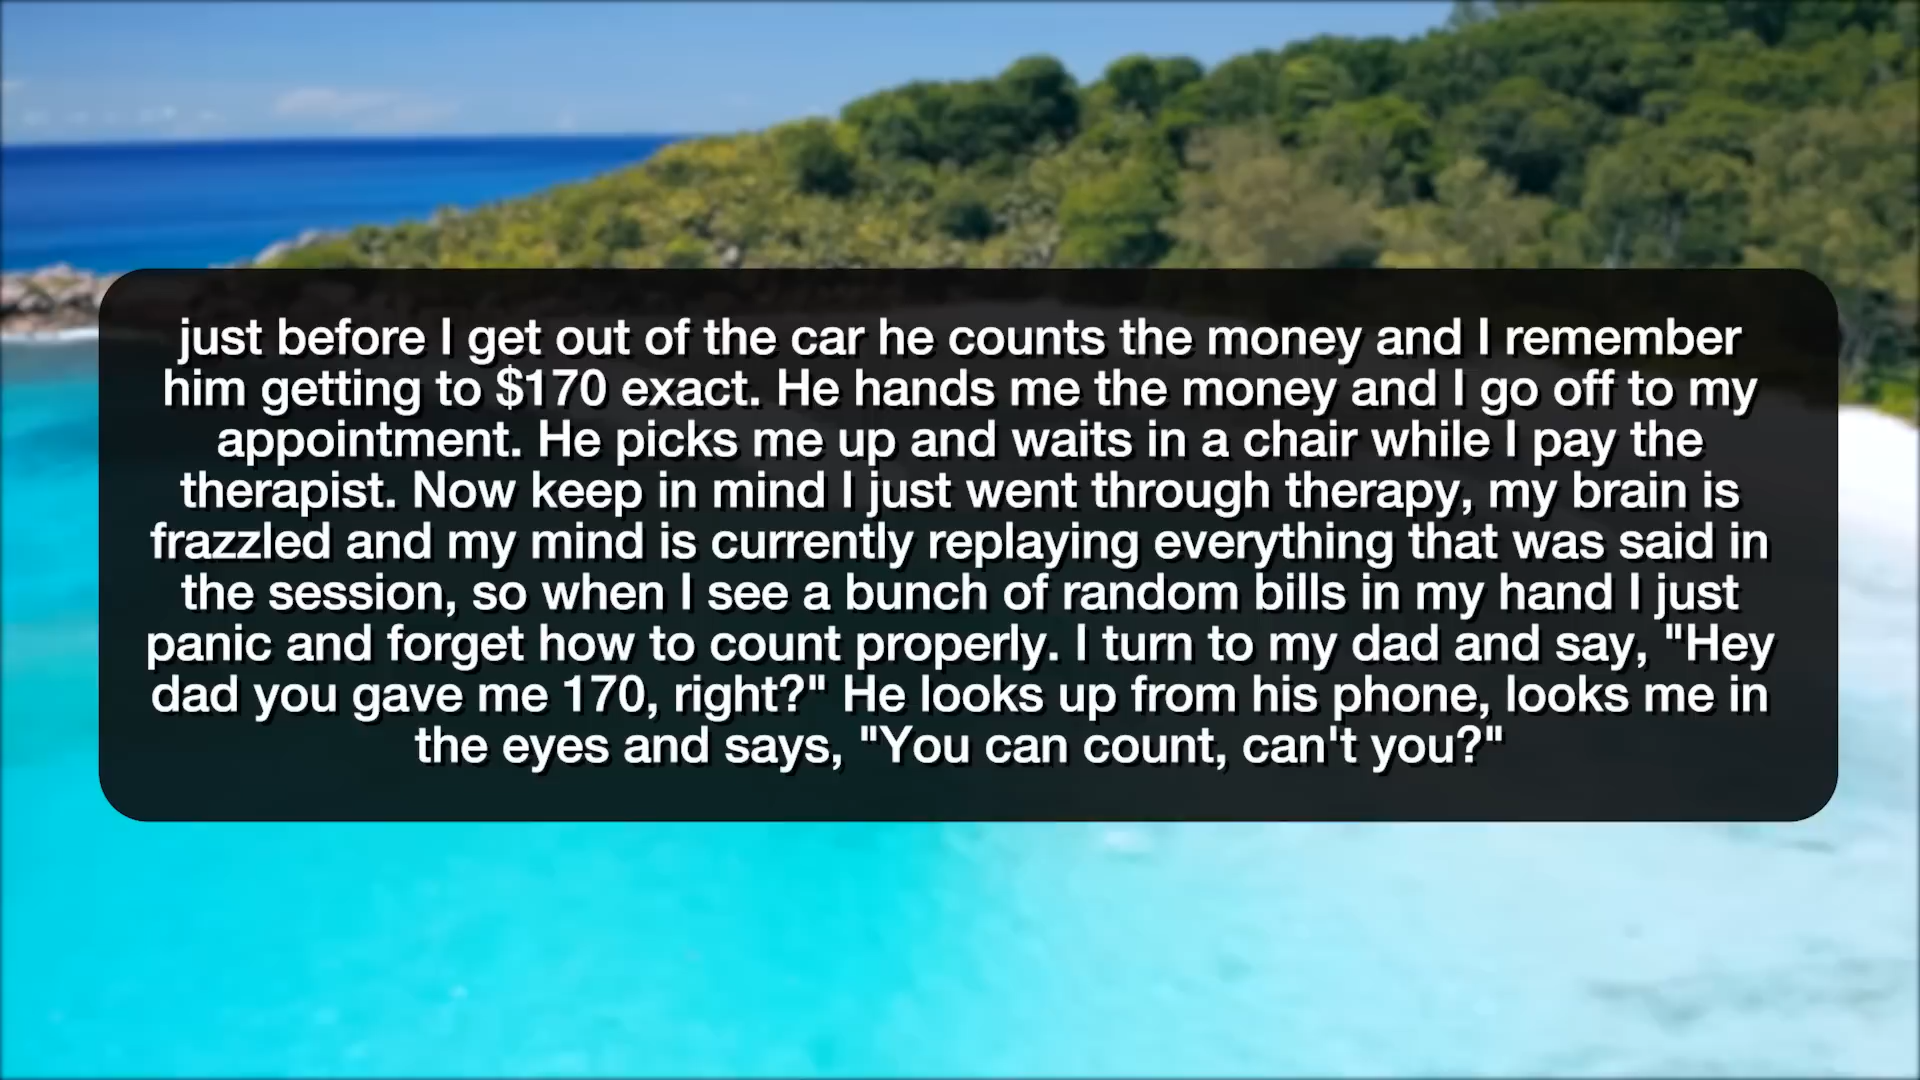 just before I get out of the car he counts the money and I remember
him getting to $170 exact. He hands me the money and I go off to my
appointment. He picks me up and waits in a chair while I pay the
therapist. Now keep in mind I just went through therapy, my brain is
frazzled and my mind is currently replaying everything that was said in
the session, so when I see a bunch of random bills in my hand I just
panic and forget how to count properly. I turn to my dad and say, "Hey
dad you gave me 170, right?" He looks up from his phone, looks me in
the eyes and says, "You can count, can't you?"